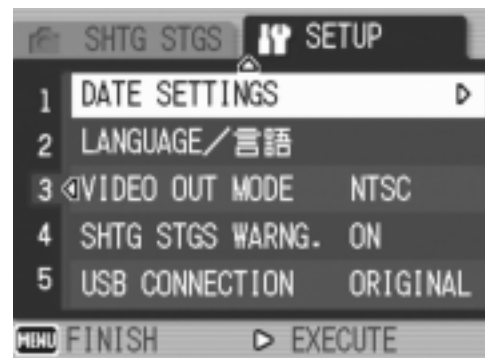 SHTG STGS SETUP
1 DATE SETTINGS
2 LANGUAGE/言語
3 VIDEO OUT MODE NTSC
4 SHTG STGS WARNG. ON
5 USB CONNECTION ORIGINAL
MENU FINISH EXECUTE